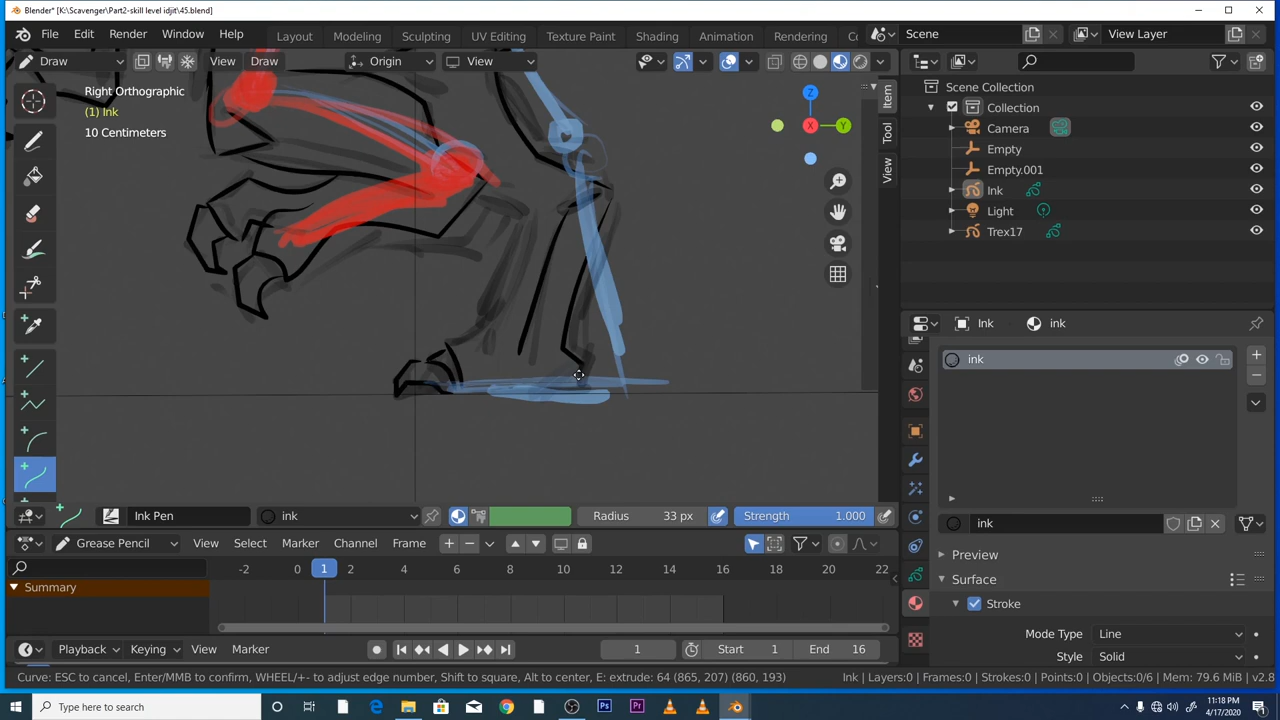 Blender* [K:\Scavenger\Part2-skill level idjit\45.blend]
File Edit Render Window Help Layout Modeling Sculpting UV Editing Texture Paint Shading Animation Rendering Scene View Layer
Draw View Draw Origin View
Right Orthographic
(1) Ink
10 Centimeters
Z
X
Y
Item
Tool
View
Scene Collection
Collection
Camera
Empty
Empty.001
Ink
Light
Trex17
Ink ink
ink
ink
Preview
Surface
Stroke
Mode Type Line
Style Solid
Ink Pen ink Radius 33 px Strength 1.000
Grease Pencil View Select Marker Channel Frame
-2 0 1 2 4 6 8 10 12 14 16 18 20 22
Summary
Playback Keying View Marker 1 Start 1 End 16
Curve: ESC to cancel, Enter/MMB to confirm, WHEEL/+- to adjust edge number, Shift to square, Alt to center, E: extrude: 64 (865, 207) (860, 193) Ink | Layers:0 | Frames:0 | Strokes:0 | Points:0 | Objects:0/6 | Mem: 79.6 MiB | v2.8
Type here to search
11:18 PM
4/17/2020